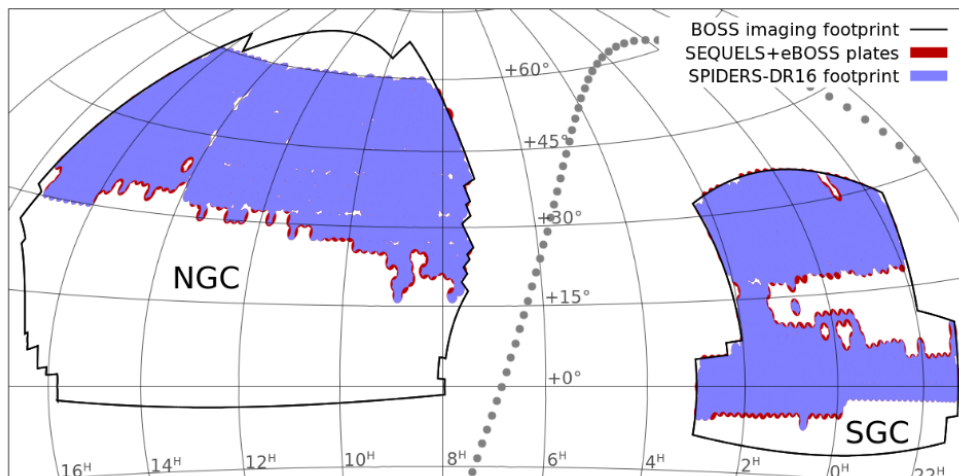 BOSS imaging footprint
SEQUELS+eBOSS plates
SPIDERS-DR16 footprint
+60°
+45°
+30°
NGC
+15°
+0°
SGC
16ᴴ
14ᴴ
12ᴴ
10ᴴ
8ᴴ
6ᴴ
4ᴴ
2ᴴ
0ᴴ
22ᴴ